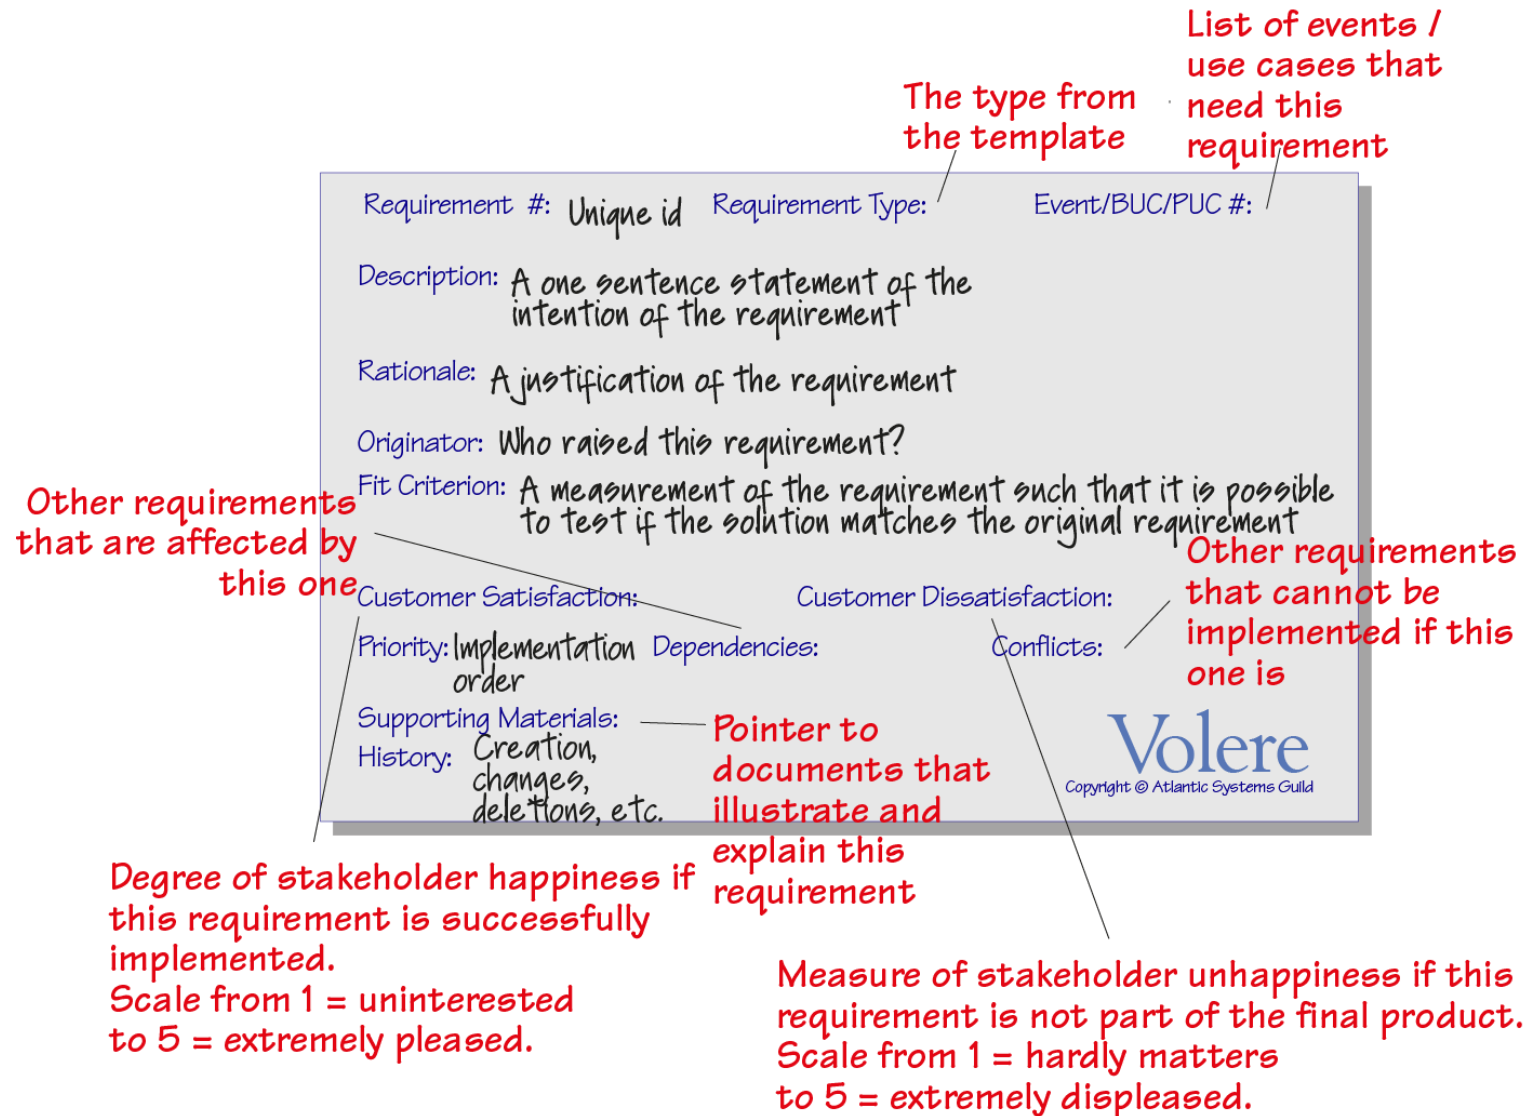 List of events /
use cases that
need this
requirement
The type from
the template
Requirement #: Unique id Requirement Type: Event/BUC/PUC #:
Description: A one sentence statement of the
intention of the requirement
Rationale: A justification of the requirement
Originator: Who raised this requirement?
Fit Criterion: A measurement of the requirement such that it is possible
to test if the solution matches the original requirement
Other requirements
that are affected by
this one
Other requirements
that cannot be
implemented if this
one is
Customer Satisfaction: Customer Dissatisfaction:
Priority: Implementation
order
Dependencies: Conflicts:
Supporting Materials:
Pointer to
documents that
illustrate and
explain this
requirement
History: Creation,
changes,
deletions, etc.
Volere
Copyright © Atlantic Systems Guild
Degree of stakeholder happiness if
this requirement is successfully
implemented.
Scale from 1 = uninterested
to 5 = extremely pleased.
Measure of stakeholder unhappiness if this
requirement is not part of the final product.
Scale from 1 = hardly matters
to 5 = extremely displeased.